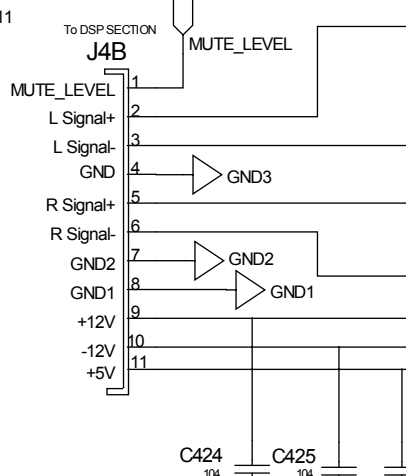 11
To DSP SECTION
J4B
MUTE_LEVEL
MUTE_LEVEL 1
L Signal+ 2
L Signal- 3
GND 4 GND3
R Signal+ 5
R Signal- 6
GND2 7 GND2
GND1 8 GND1
+12V 9
-12V 10
+5V 11
C424 C425
104 104